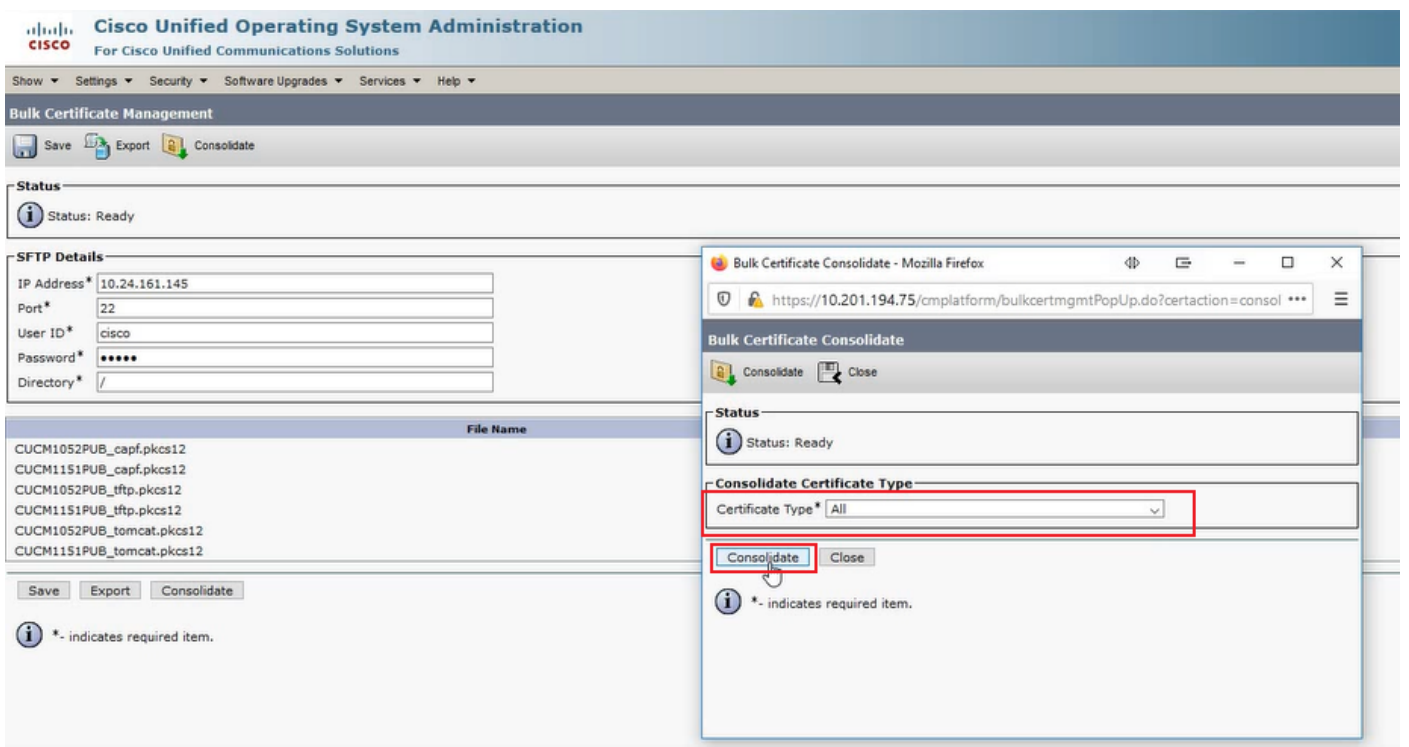 CISCO
Cisco Unified Operating System Administration
For Cisco Unified Communications Solutions
Show Settings Security Software Upgrades Services Help
Bulk Certificate Management
Save Export Consolidate
Status
Status: Ready
SFTP Details
IP Address* 10.24.161.145
Port* 22
User ID* cisco
Password* •••••
Directory* /
File Name
CUCM1052PUB_capf.pkcs12
CUCM1151PUB_capf.pkcs12
CUCM1052PUB_tftp.pkcs12
CUCM1151PUB_tftp.pkcs12
CUCM1052PUB_tomcat.pkcs12
CUCM1151PUB_tomcat.pkcs12
Save Export Consolidate
*- indicates required item.
Bulk Certificate Consolidate - Mozilla Firefox
https://10.201.194.75/cmplatform/bulkcertmgmtPopUp.do?certaction=consol •••
Bulk Certificate Consolidate
Consolidate Close
Status
Status: Ready
Consolidate Certificate Type
Certificate Type* All
Consolidate Close
*- indicates required item.